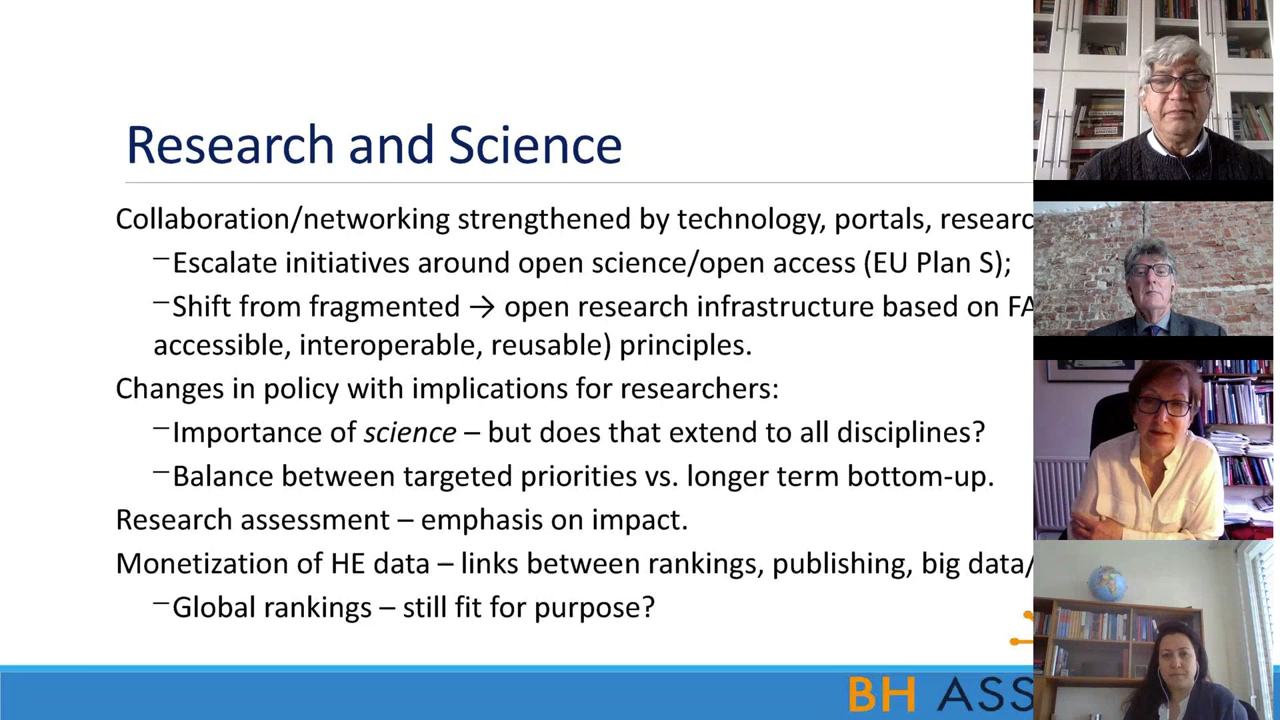 Research and Science
Collaboration/networking strengthened by technology, portals, researc
–Escalate initiatives around open science/open access (EU Plan S);
–Shift from fragmented → open research infrastructure based on FA
accessible, interoperable, reusable) principles.
Changes in policy with implications for researchers:
–Importance of science – but does that extend to all disciplines?
–Balance between targeted priorities vs. longer term bottom-up.
Research assessment – emphasis on impact.
Monetization of HE data – links between rankings, publishing, big data/
–Global rankings – still fit for purpose?
BH ASS